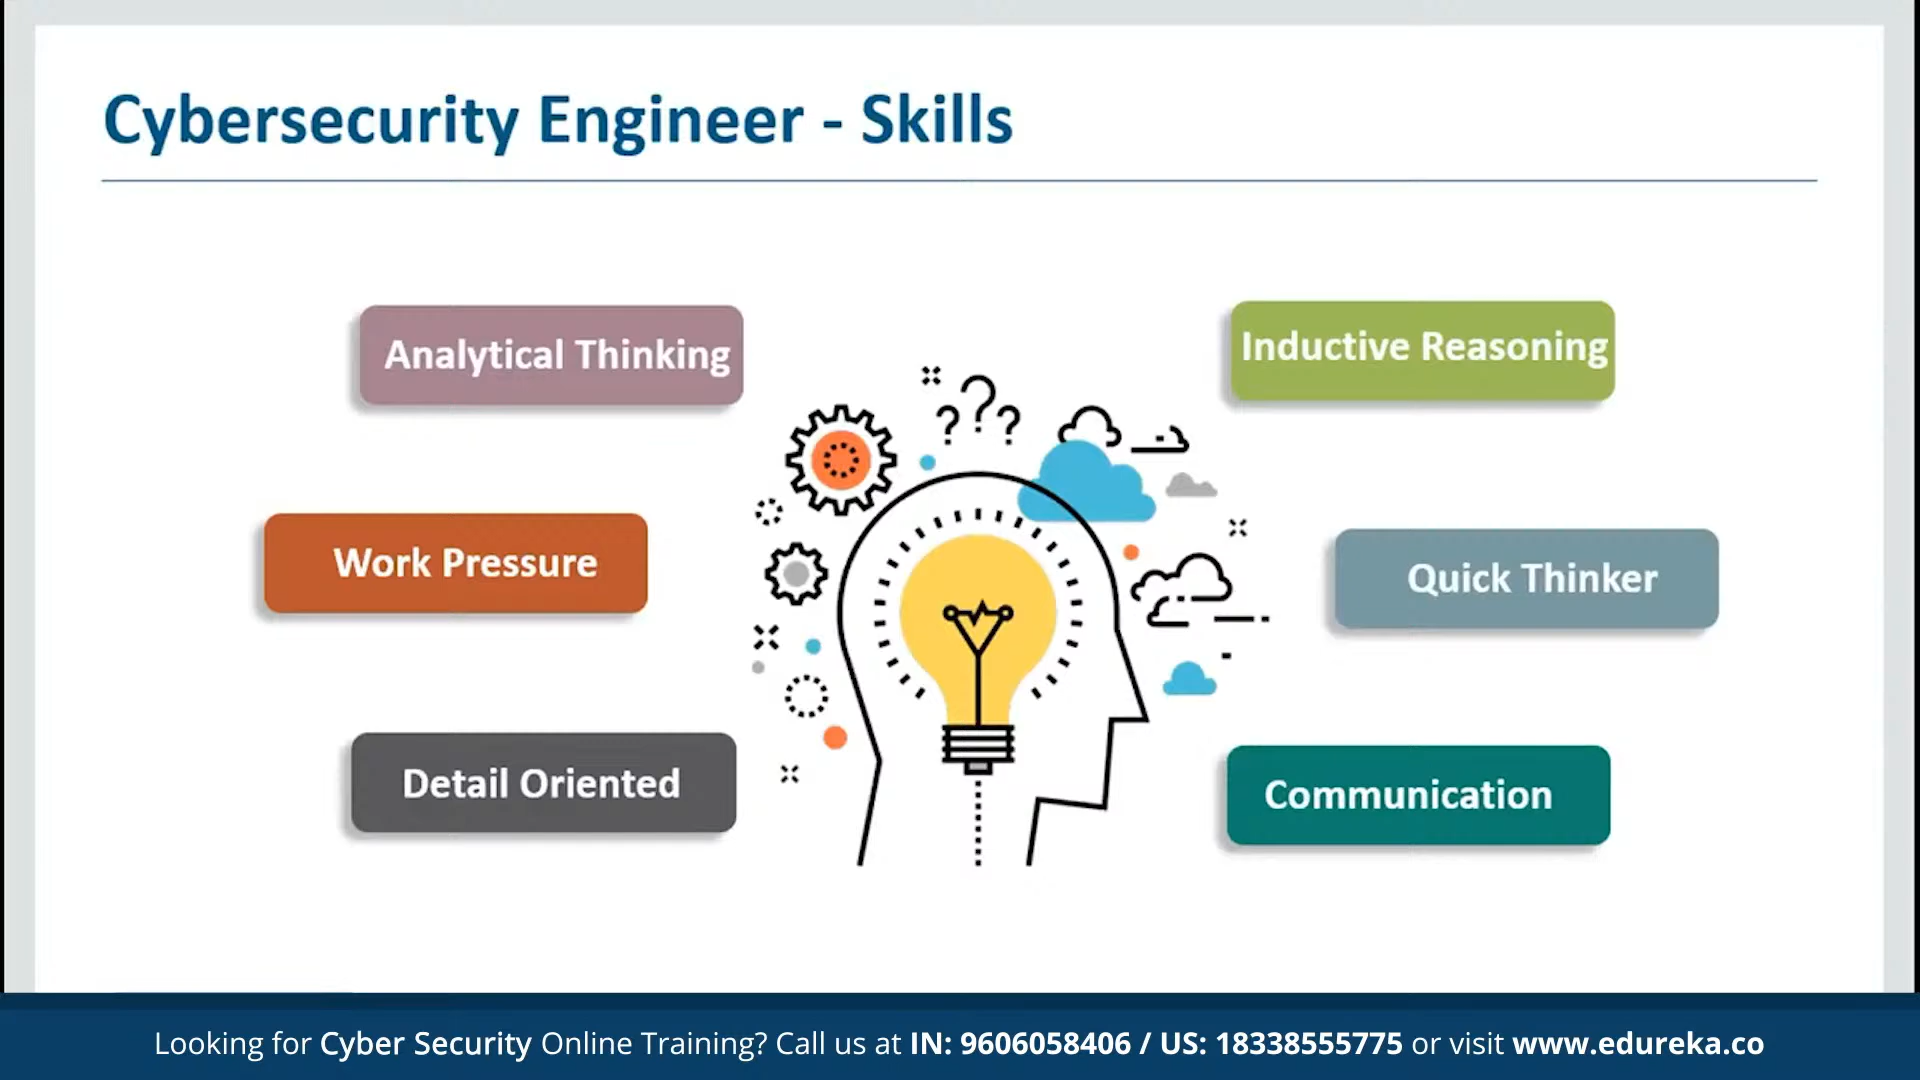 Cybersecurity Engineer - Skills
Analytical Thinking
Inductive Reasoning
Work Pressure
Quick Thinker
Detail Oriented
Communication
Looking for Cyber Security Online Training? Call us at IN: 9606058406 / US: 18338555775 or visit www.edureka.co